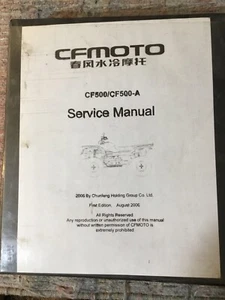 CFMOTO
春风水冷摩托
CF500/CF500-A
Service Manual
2006 By Chunfeng Holding Group Co. Ltd.
First Edition, August 2006
All Rights Reserved
Any reproduction or unauthorized use of this manual
without written permission of CFMOTO is
extremely prohibited